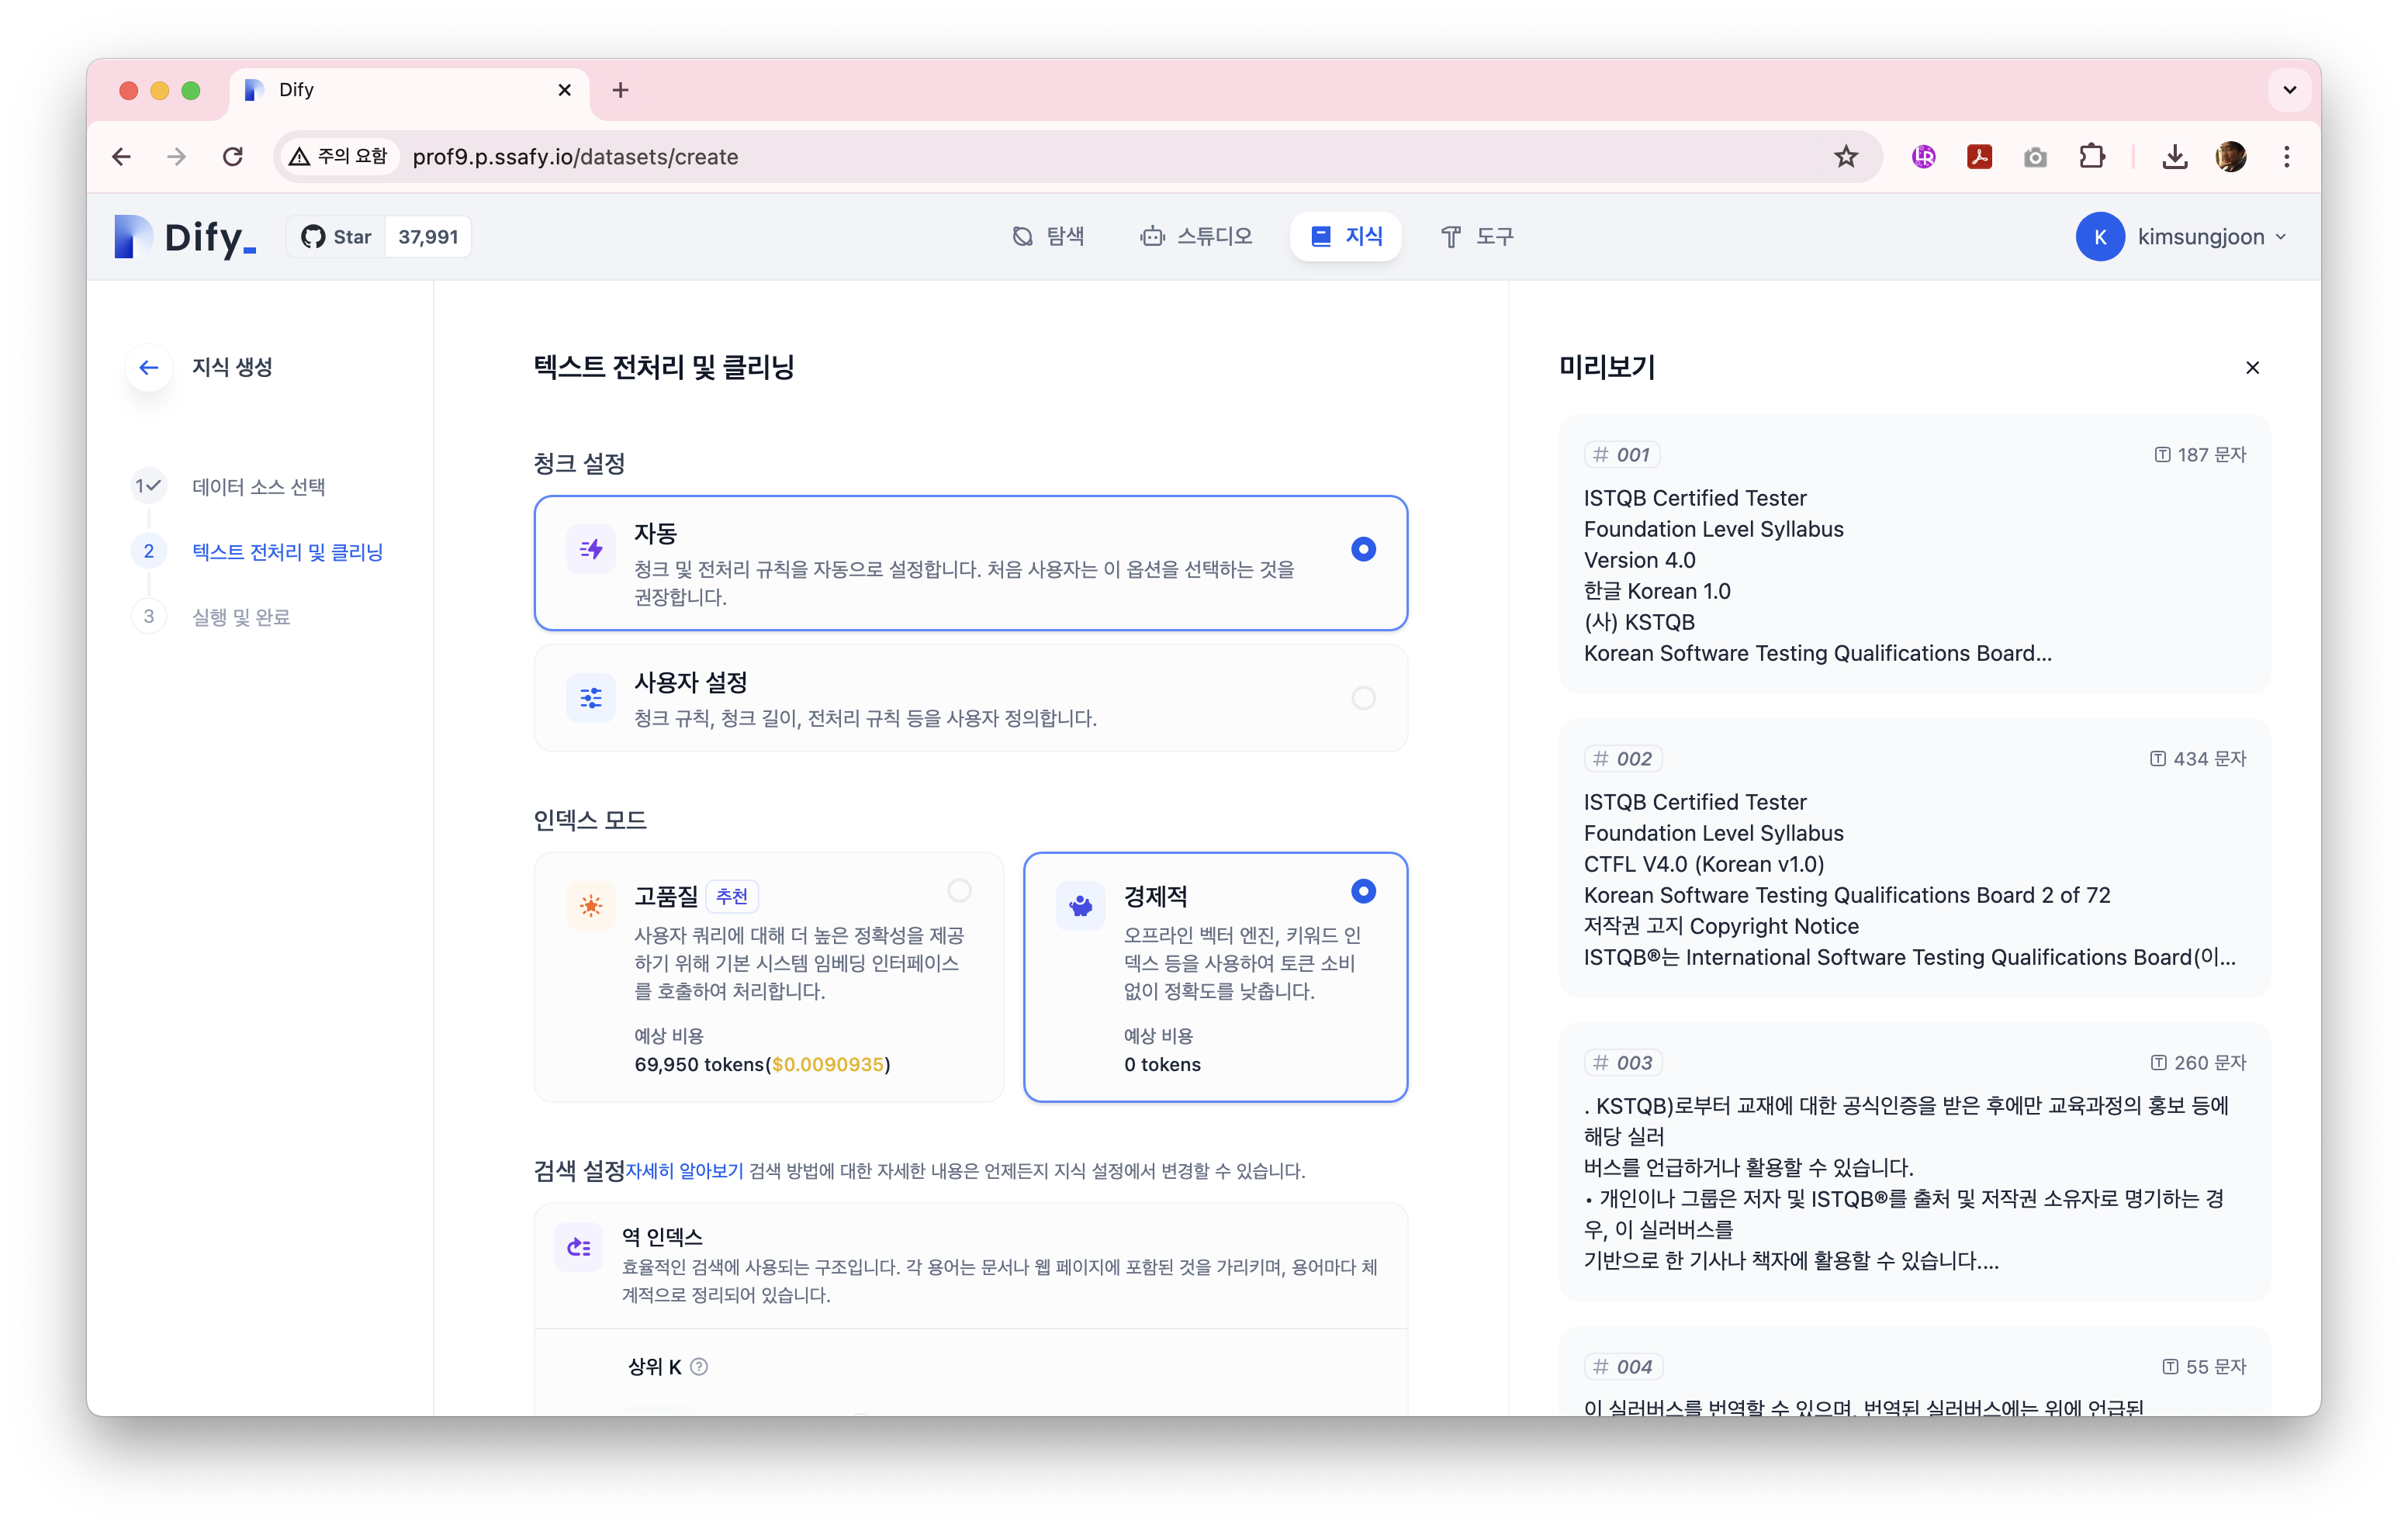 Dify
주의 요함
prof9.p.ssafy.io/datasets/create
Dify_
Star
37,991
탐색
스튜디오
지식
도구
K
kimsungjoon
지식 생성
1
데이터 소스 선택
2
텍스트 전처리 및 클리닝
3
실행 및 완료
텍스트 전처리 및 클리닝
청크 설정
자동
청크 및 전처리 규칙을 자동으로 설정합니다. 처음 사용자는 이 옵션을 선택하는 것을
권장합니다.
사용자 설정
청크 규칙, 청크 길이, 전처리 규칙 등을 사용자 정의합니다.
인덱스 모드
고품질 추천
사용자 쿼리에 대해 더 높은 정확성을 제공
하기 위해 기본 시스템 임베딩 인터페이스
를 호출하여 처리합니다.
예상 비용
69,950 tokens($0.0090935)
경제적
오프라인 벡터 엔진, 키워드 인
덱스 등을 사용하여 토큰 소비
없이 정확도를 낮춥니다.
예상 비용
0 tokens
검색 설정자세히 알아보기 검색 방법에 대한 자세한 내용은 언제든지 지식 설정에서 변경할 수 있습니다.
역 인덱스
효율적인 검색에 사용되는 구조입니다. 각 용어는 문서나 웹 페이지에 포함된 것을 가리키며, 용어마다 체
계적으로 정리되어 있습니다.
상위 K
미리보기
# 001
187 문자
ISTQB Certified Tester
Foundation Level Syllabus
Version 4.0
한글 Korean 1.0
(사) KSTQB
Korean Software Testing Qualifications Board...
# 002
434 문자
ISTQB Certified Tester
Foundation Level Syllabus
CTFL V4.0 (Korean v1.0)
Korean Software Testing Qualifications Board 2 of 72
저작권 고지 Copyright Notice
ISTQB®는 International Software Testing Qualifications Board(이...
# 003
260 문자
. KSTQB)로부터 교재에 대한 공식인증을 받은 후에만 교육과정의 홍보 등에
해당 실러
버스를 언급하거나 활용할 수 있습니다.
• 개인이나 그룹은 저자 및 ISTQB®를 출처 및 저작권 소유자로 명기하는 경
우, 이 실러버스를
기반으로 한 기사나 책자에 활용할 수 있습니다....
# 004
55 문자
이 실러버스를 번역할 수 있으며, 번역된 실러버스에는 위에 언급된